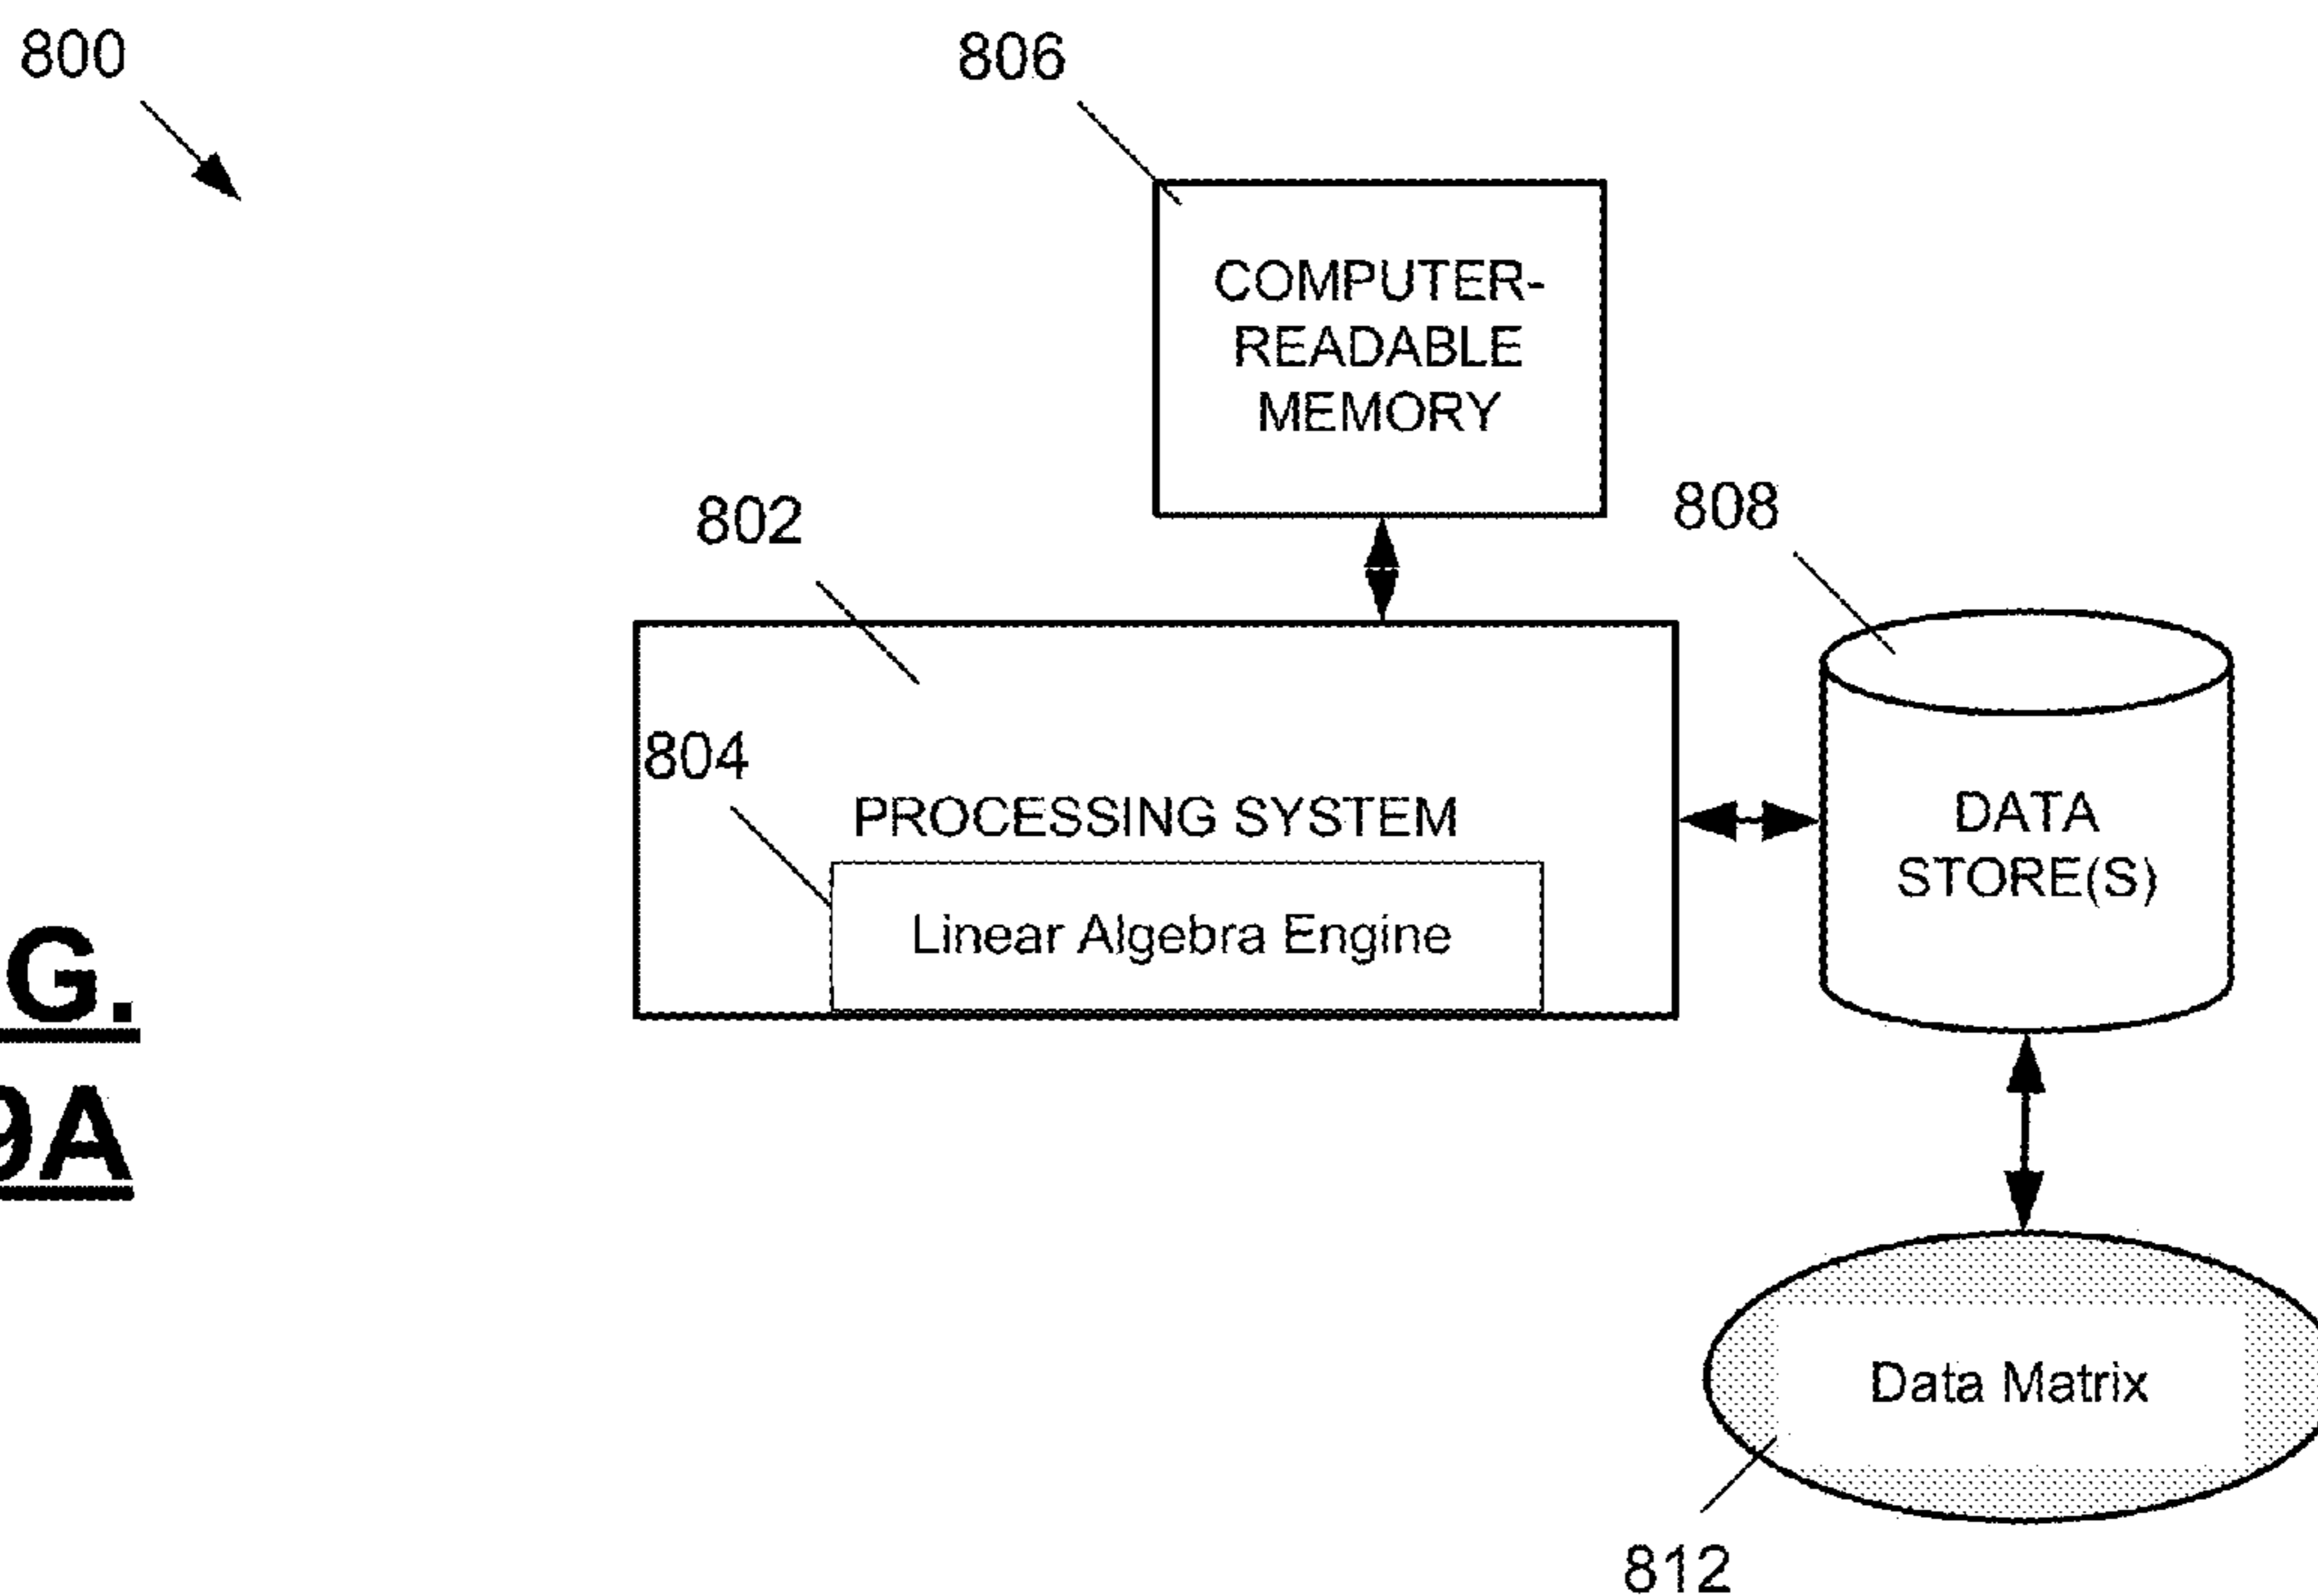 800
806
COMPUTER-
READABLE
MEMORY
802
808
804
PROCESSING SYSTEM
Linear Algebra Engine
DATA
STORE(S)
G.
9A
Data Matrix
812